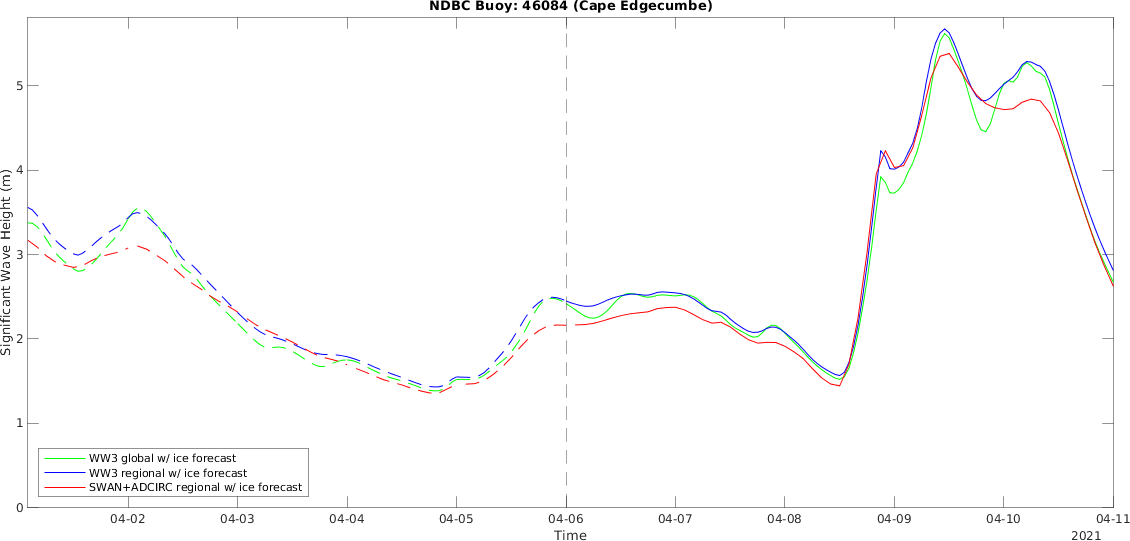 NDBC Buoy: 46084 (Cape Edgecumbe)
Significant Wave Height (m)
5
4
3
2
1
0
WW3 global w/ ice forecast
WW3 regional w/ ice forecast
SWAN+ADCIRC regional w/ ice forecast
04-02 04-03 04-04 04-05 04-06 04-07 04-08 04-09 04-10 04-11
Time
2021